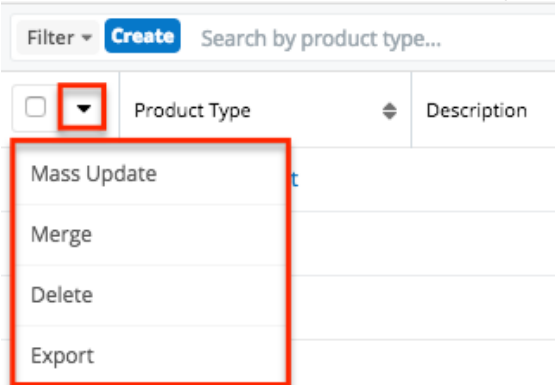 Filter Create Search by product type...
Product Type Description
Mass Update
t
Merge
Delete
Export